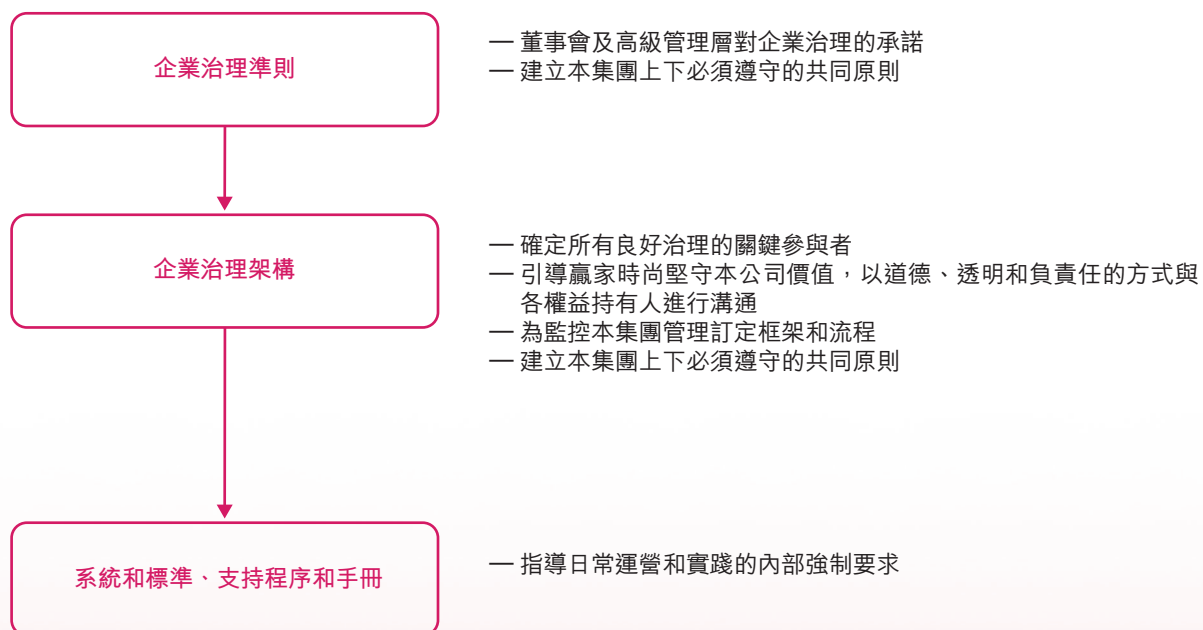 企業治理準則
— 董事會及高級管理層對企業治理的承諾
— 建立本集團上下必須遵守的共同原則
企業治理架構
— 確定所有良好治理的關鍵參與者
— 引導贏家時尚堅守本公司價值，以道德、透明和負責任的方式與
各權益持有人進行溝通
— 為監控本集團管理訂定框架和流程
— 建立本集團上下必須遵守的共同原則
系統和標準、支持程序和手冊
— 指導日常運營和實踐的內部強制要求